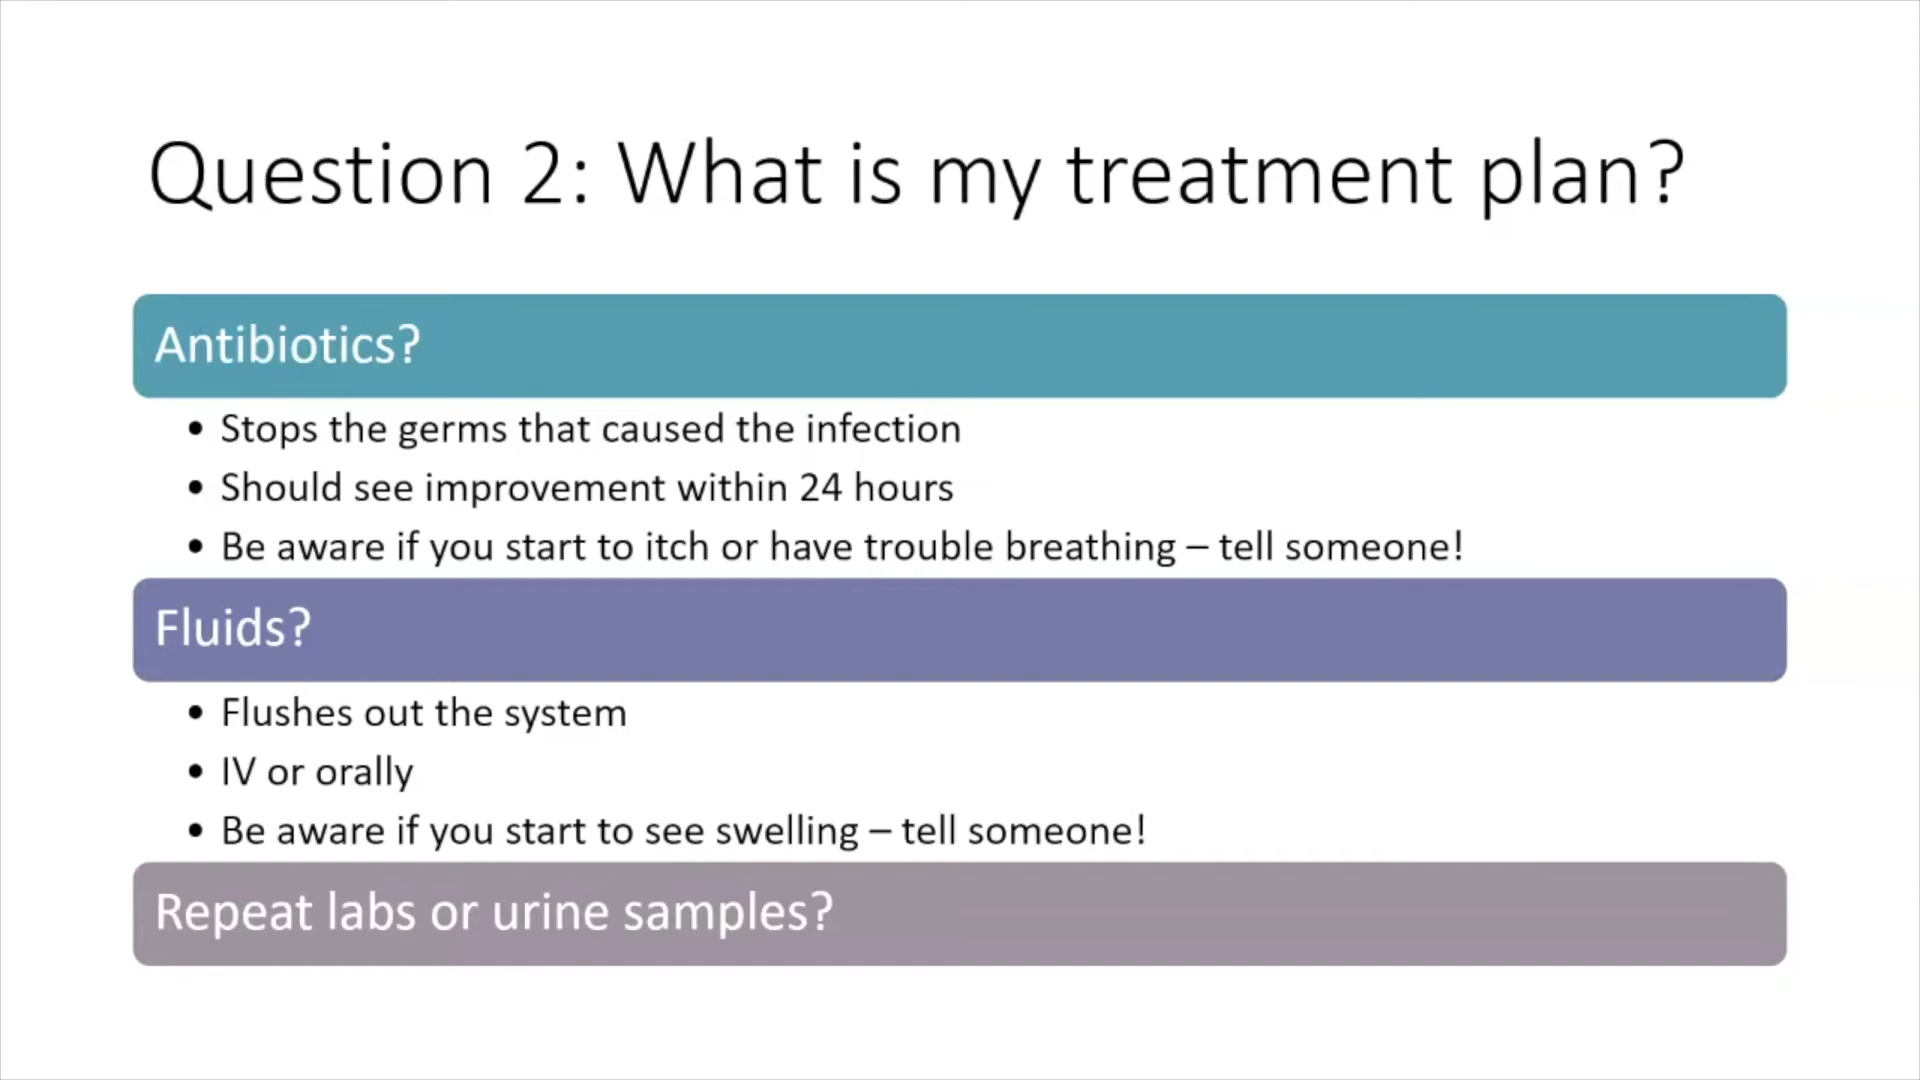 Question 2: What is my treatment plan?
Antibiotics?
• Stops the germs that caused the infection
• Should see improvement within 24 hours
• Be aware if you start to itch or have trouble breathing – tell someone!
Fluids?
• Flushes out the system
• IV or orally
• Be aware if you start to see swelling – tell someone!
Repeat labs or urine samples?